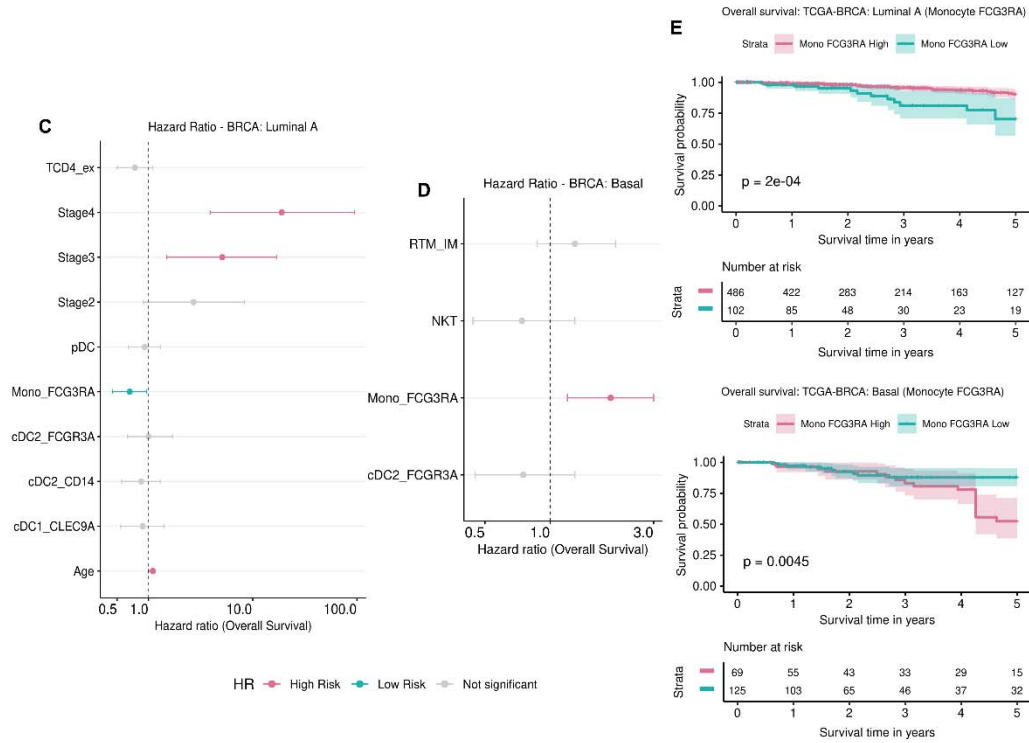 C
Hazard Ratio - BRCA: Luminal A
TCD4_ex
Stage4
Stage3
Stage2
pDC
Mono_FCG3RA
cDC2_FCGR3A
cDC2_CD14
cDC1_CLEC9A
Age
0.5 1.0 10.0 100.0
Hazard ratio (Overall Survival)
D
Hazard Ratio - BRCA: Basal
RTM_IM
NKT
Mono_FCG3RA
cDC2_FCGR3A
0.5 1.0 3.0
Hazard ratio (Overall Survival)
HR High Risk Low Risk Not significant
E
Overall survival: TCGA-BRCA: Luminal A (Monocyte FCG3RA)
Strata Mono FCG3RA High Mono FCG3RA Low
Survival probability
1.00
0.75
0.50
0.25
0.00
p = 2e-04
0 1 2 3 4 5
Survival time in years
Number at risk
Strata
486 422 283 214 163 127
102 85 48 30 23 19
0 1 2 3 4 5
Survival time in years
Overall survival: TCGA-BRCA: Basal (Monocyte FCG3RA)
Strata Mono FCG3RA High Mono FCG3RA Low
Survival probability
1.00
0.75
0.50
0.25
0.00
p = 0.0045
0 1 2 3 4 5
Survival time in years
Number at risk
Strata
69 55 43 33 29 15
125 103 65 46 37 32
0 1 2 3 4 5
Survival time in years